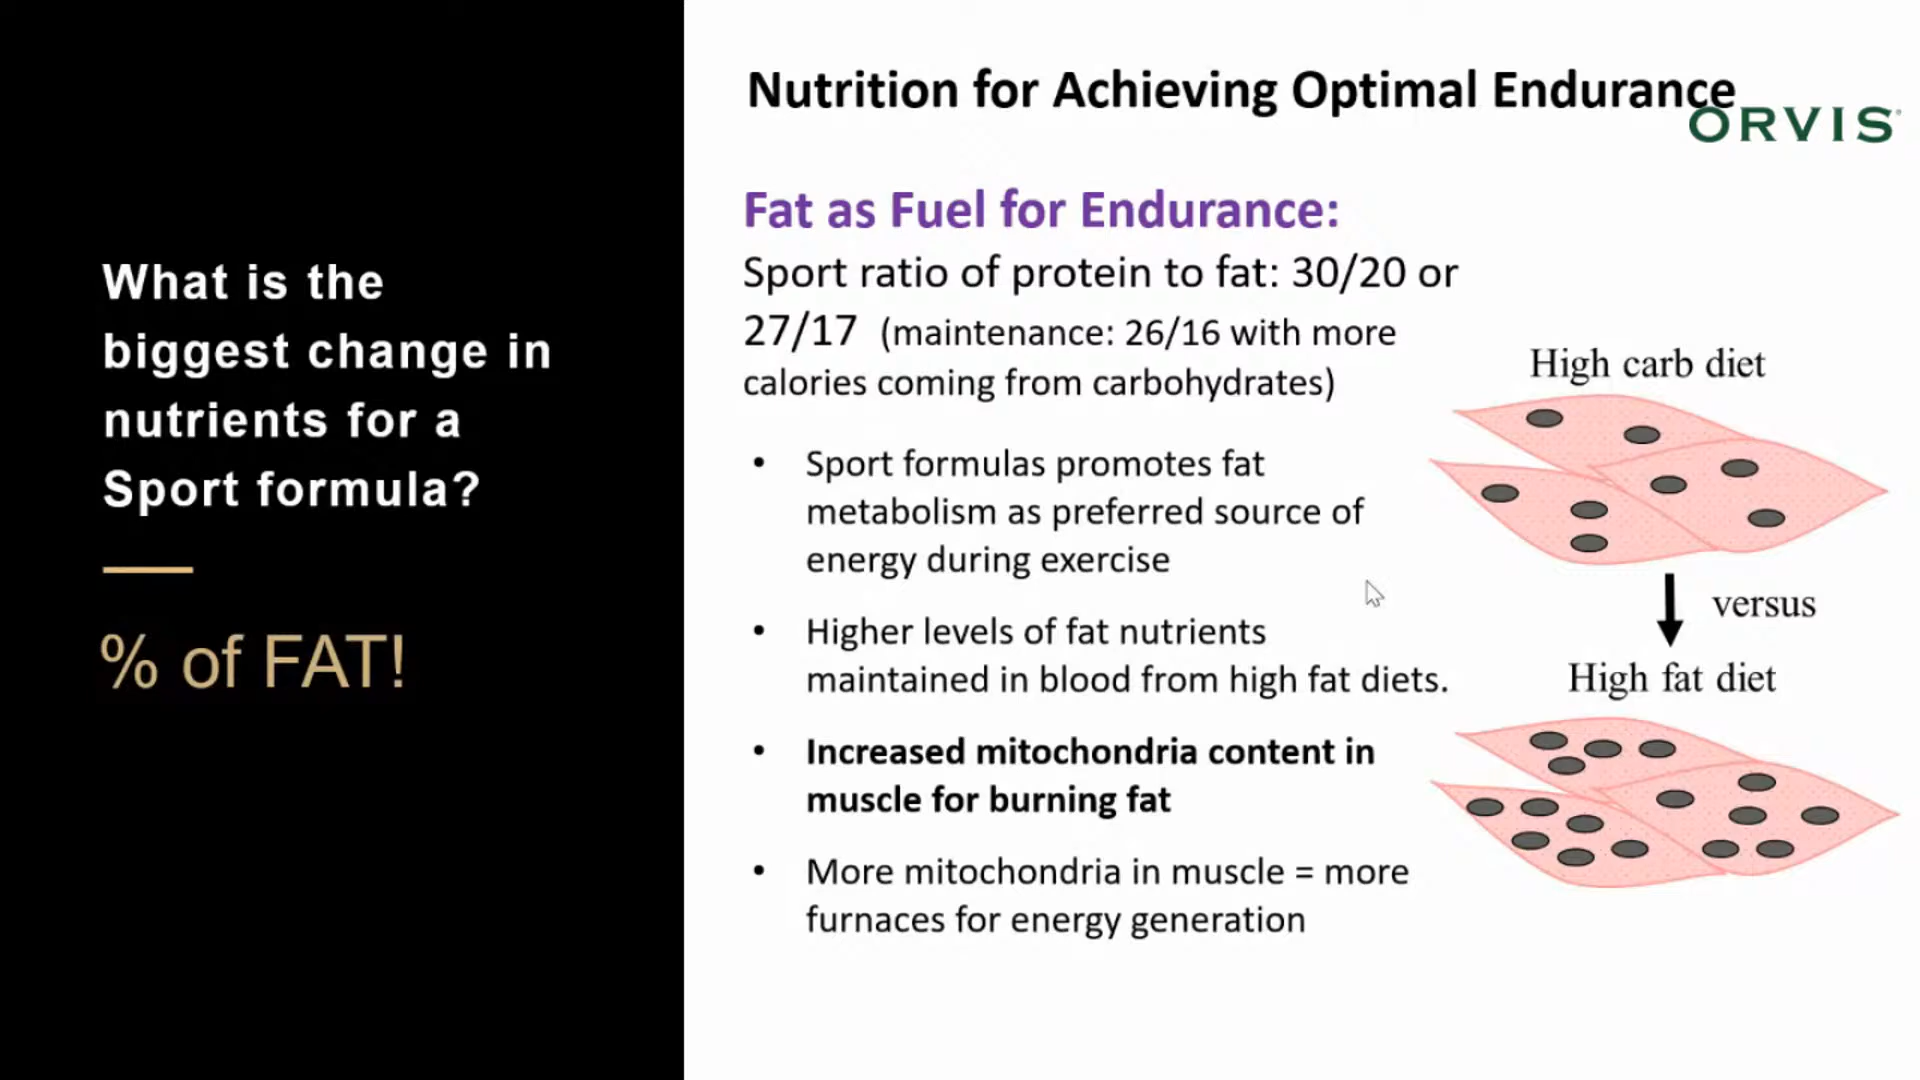 What is the
biggest change in
nutrients for a
Sport formula?
% of FAT!
Nutrition for Achieving Optimal Endurance
ORVIS
Fat as Fuel for Endurance:
Sport ratio of protein to fat: 30/20 or
27/17 (maintenance: 26/16 with more
calories coming from carbohydrates)
• Sport formulas promotes fat
metabolism as preferred source of
energy during exercise
• Higher levels of fat nutrients
maintained in blood from high fat diets.
• Increased mitochondria content in
muscle for burning fat
• More mitochondria in muscle = more
furnaces for energy generation
High carb diet
versus
High fat diet